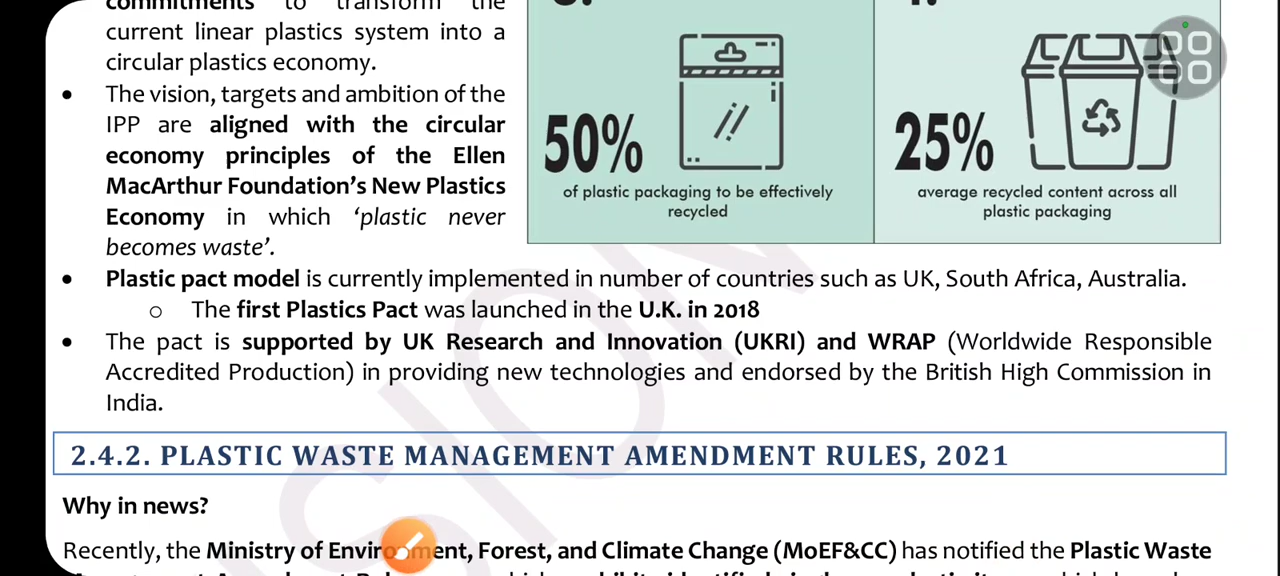 commitments to transform the
current linear plastics system into a
circular plastics economy.
• The vision, targets and ambition of the
IPP are aligned with the circular
economy principles of the Ellen
MacArthur Foundation's New Plastics
Economy in which 'plastic never
becomes waste'.
50%
of plastic packaging to be effectively
recycled
25%
average recycled content across all
plastic packaging
• Plastic pact model is currently implemented in number of countries such as UK, South Africa, Australia.
o The first Plastics Pact was launched in the U.K. in 2018
• The pact is supported by UK Research and Innovation (UKRI) and WRAP (Worldwide Responsible
Accredited Production) in providing new technologies and endorsed by the British High Commission in
India.
2.4.2. PLASTIC WASTE MANAGEMENT AMENDMENT RULES, 2021
Why in news?
Recently, the Ministry of Environment, Forest, and Climate Change (MoEF&CC) has notified the Plastic Waste